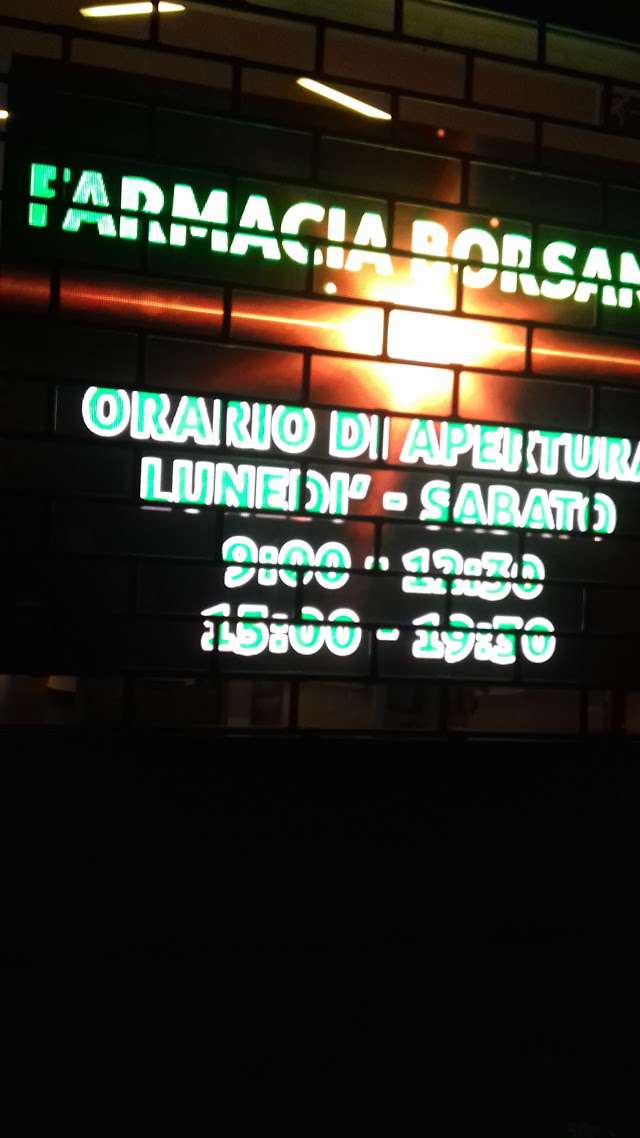 FARMACIA BORSAN
ORARIO DI APERTURA
LUNEDI' - SABATO
9:00 - 12:30
15:00 - 19:30